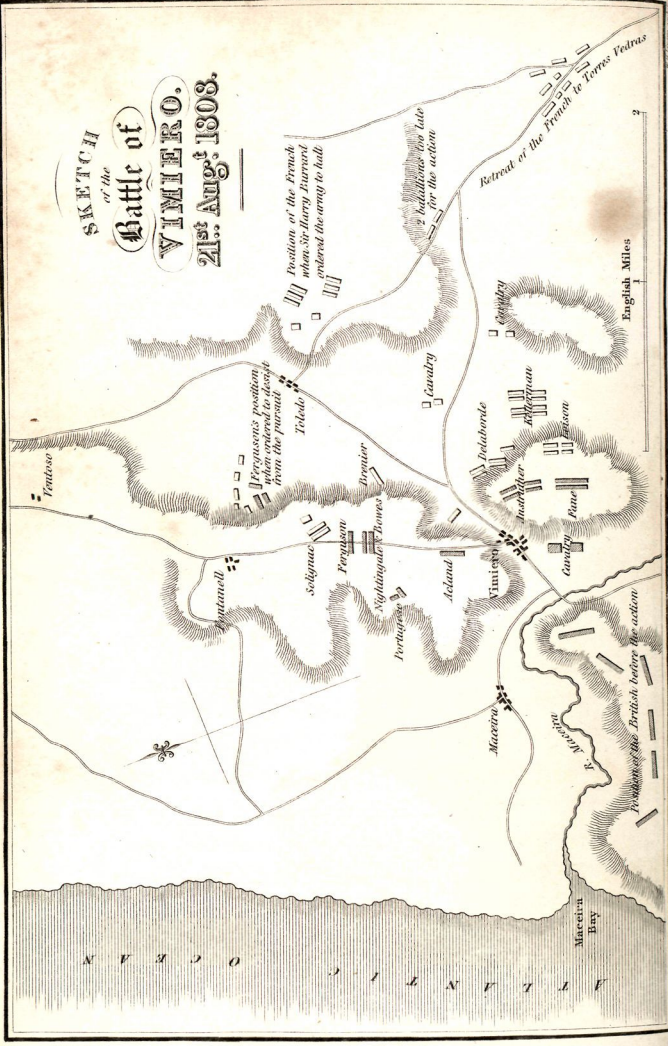 SKETCH
of the
Battle of
VIMIERO.
21st Augt. 1808.
Position of the French
when Sir Harry Burrard
ordered the army to halt
2 battalions too late
for the action
Retreat of the French to Torres Vedras
Ventoso
Ferguson's position
when ordered to desist
from the pursuit
Toledo
Cavalry
Cavalry
Fontanell
Solignac
Ferguson
Nightingale & Bowes
Brenier
Portuguese
Acland
Vimiero
Delaborde
Anstruther
Kellerman
Loison
Fane
Cavalry
Maceira
R. Maceira
Position of the British before the action
Maceira
Bay
ATLANTIC OCEAN
English Miles
1
2